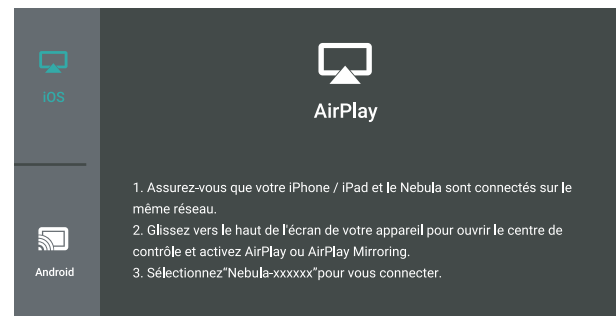 iOS
Android
AirPlay
1. Assurez-vous que votre iPhone / iPad et le Nebula sont connectés sur le
même réseau.
2. Glissez vers le haut de l'écran de votre appareil pour ouvrir le centre de
contrôle et activez AirPlay ou AirPlay Mirroring.
3. Sélectionnez“Nebula-xxxxxx”pour vous connecter.